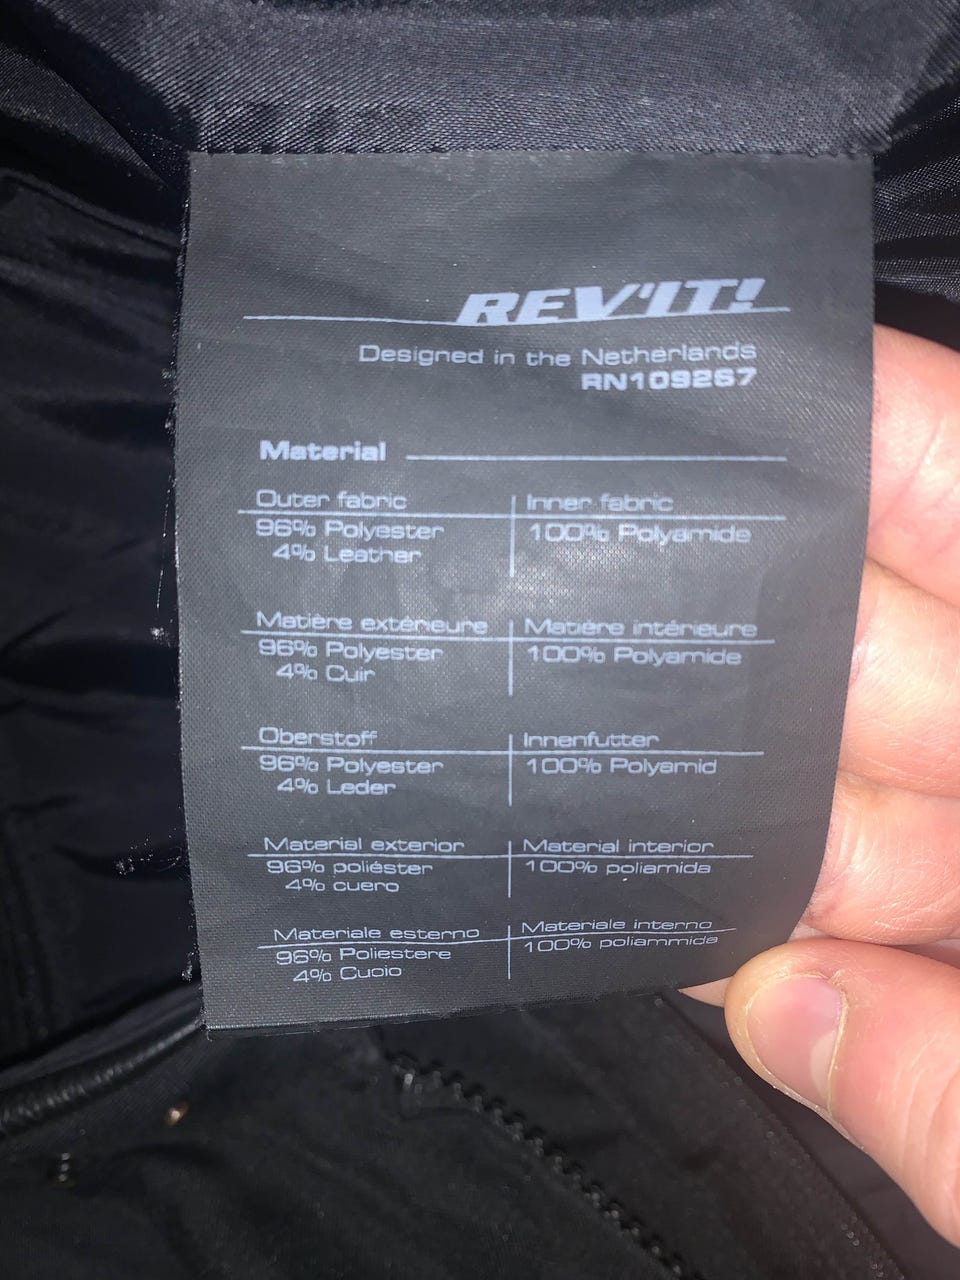 REV'IT!
Designed in the Netherlands
RN109267
Material
Outer fabric
96% Polyester
4% Leather
Inner fabric
100% Polyamide
Matière extérieure
96% Polyester
4% Cuir
Matière intérieure
100% Polyamide
Oberstoff
96% Polyester
4% Leder
Innenfutter
100% Polyamid
Material exterior
96% poliéster
4% cuero
Material interior
100% poliamida
Materiale esterno
96% Poliestere
4% Cuoio
Materiale interno
100% poliammida